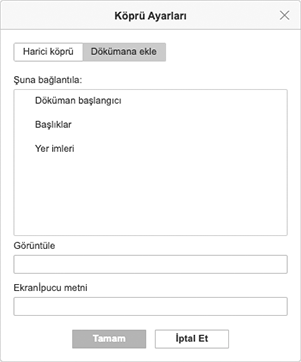 Köprü Ayarları
Harici köprü Dökümana ekle
Şuna bağlantıla:
Döküman başlangıcı
Başlıklar
Yer imleri
Görüntüle
Ekranİpucu metni
Tamam İptal Et